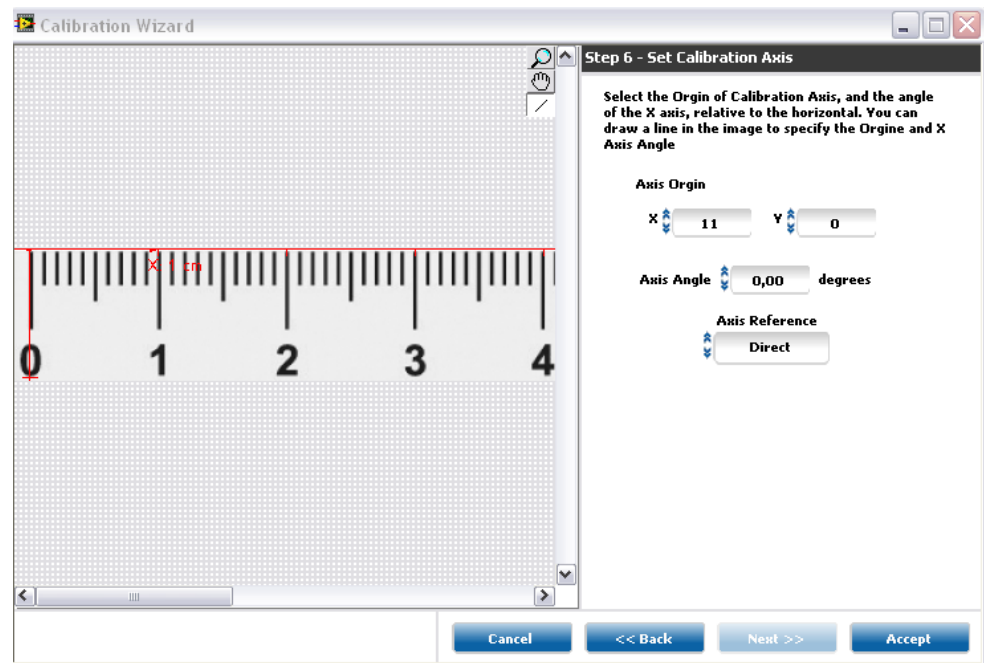 Calibration Wizard
X 1 cm
0 1 2 3 4
Step 6 - Set Calibration Axis
Select the Orgin of Calibration Axis, and the angle
of the X axis, relative to the horizontal. You can
draw a line in the image to specify the Orgine and X
Axis Angle
Axis Orgin
X 11 Y 0
Axis Angle 0,00 degrees
Axis Reference
Direct
Cancel << Back Next >> Accept